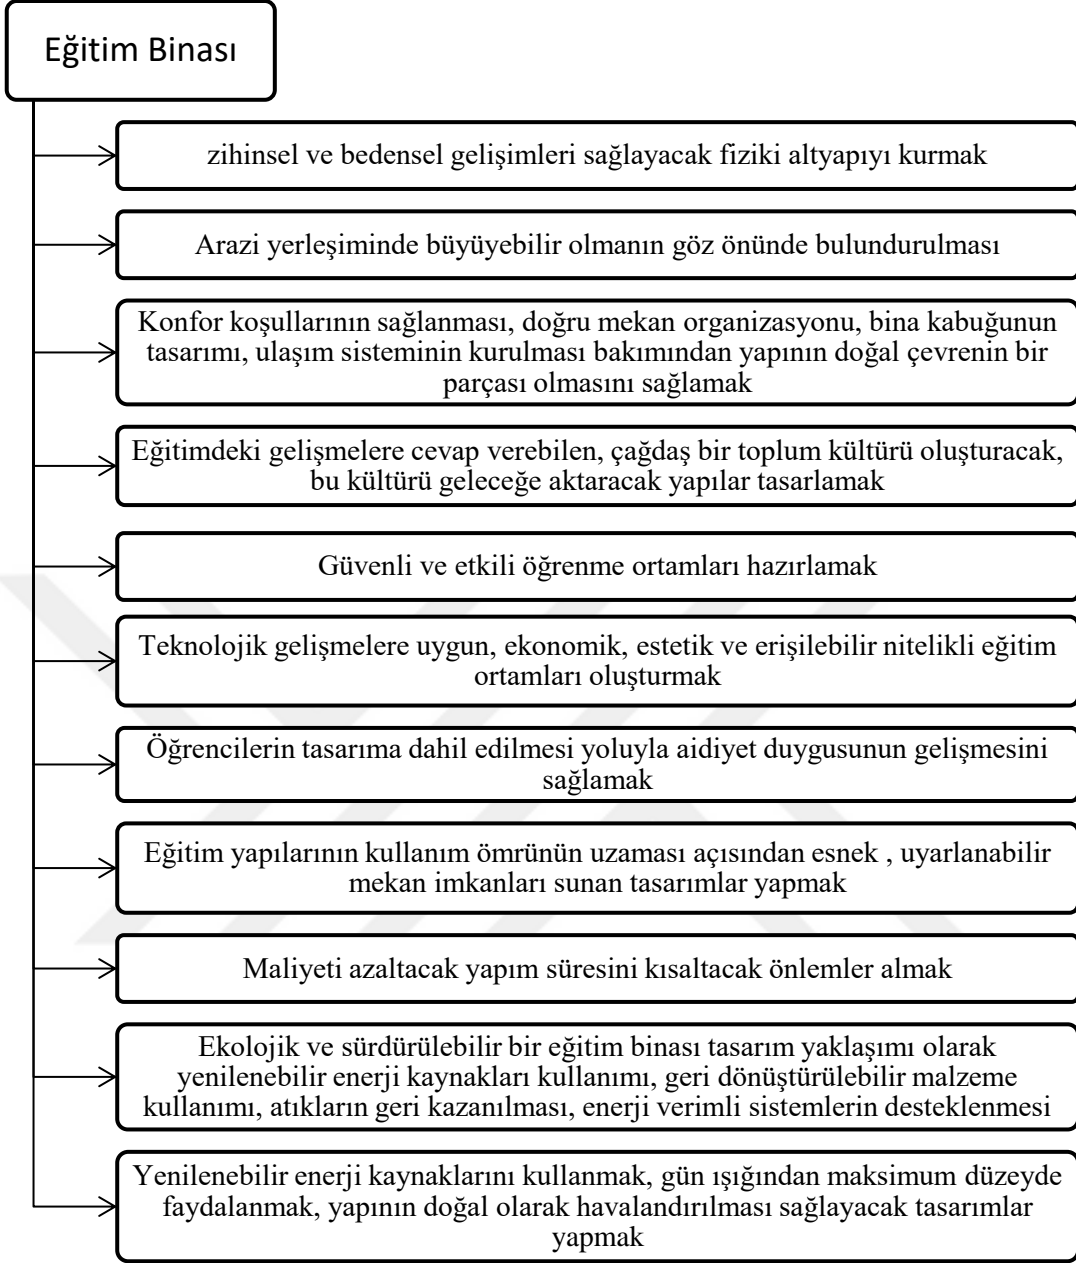 Eğitim Binası
zihinsel ve bedensel gelişimleri sağlayacak fiziki altyapıyı kurmak
Arazi yerleşiminde büyüyebilir olmanın göz önünde bulundurulması
Konfor koşullarının sağlanması, doğru mekan organizasyonu, bina kabuğunun
tasarımı, ulaşım sisteminin kurulması bakımından yapının doğal çevrenin bir
parçası olmasını sağlamak
Eğitimdeki gelişmelere cevap verebilen, çağdaş bir toplum kültürü oluşturacak,
bu kültürü geleceğe aktaracak yapılar tasarlamak
Güvenli ve etkili öğrenme ortamları hazırlamak
Teknolojik gelişmelere uygun, ekonomik, estetik ve erişilebilir nitelikli eğitim
ortamları oluşturmak
Öğrencilerin tasarıma dahil edilmesi yoluyla aidiyet duygusunun gelişmesini
sağlamak
Eğitim yapılarının kullanım ömrünün uzaması açısından esnek , uyarlanabilir
mekan imkanları sunan tasarımlar yapmak
Maliyeti azaltacak yapım süresini kısaltacak önlemler almak
Ekolojik ve sürdürülebilir bir eğitim binası tasarım yaklaşımı olarak
yenilenebilir enerji kaynakları kullanımı, geri dönüştürülebilir malzeme
kullanımı, atıkların geri kazanılması, enerji verimli sistemlerin desteklenmesi
Yenilenebilir enerji kaynaklarını kullanmak, gün ışığından maksimum düzeyde
faydalanmak, yapının doğal olarak havalandırılması sağlayacak tasarımlar
yapmak